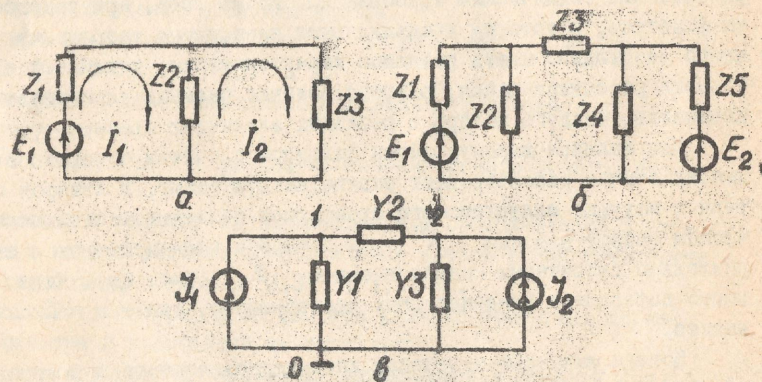 Z1 Z2 Z3
E1 İ1 İ2
а
Z3
Z1 Z2 Z4 Z5
E1 E2
б
1 Y2 2
J1 Y1 Y3 J2
0 в